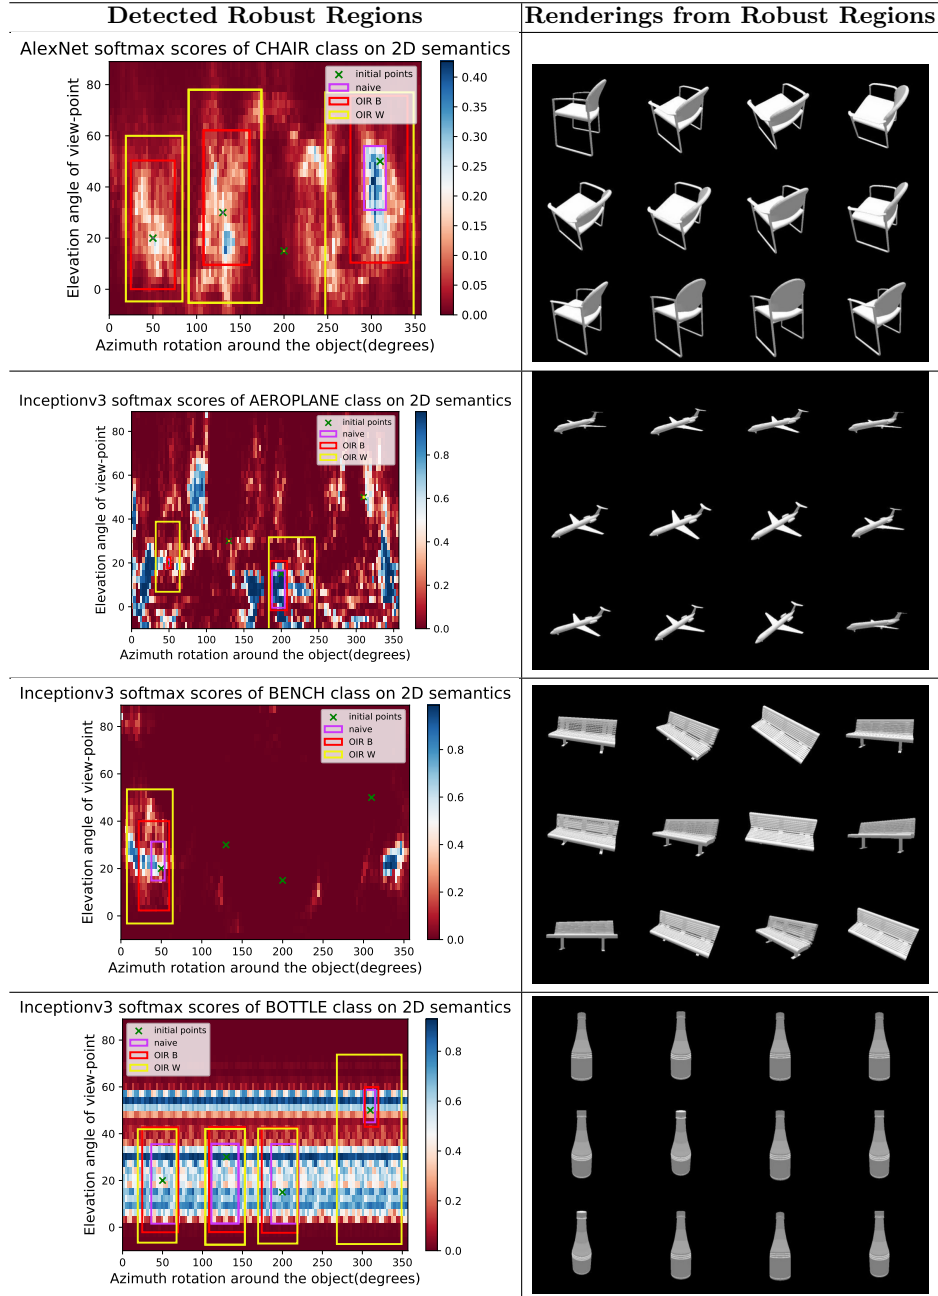 Detected Robust Regions
Renderings from Robust Regions
AlexNet softmax scores of CHAIR class on 2D semantics
initial points
naive
OIR B
OIR W
Elevation angle of view-point
80
60
40
20
0
0 50 100 150 200 250 300 350
Azimuth rotation around the object(degrees)
0.40
0.35
0.30
0.25
0.20
0.15
0.10
0.05
0.00
Inceptionv3 softmax scores of AEROPLANE class on 2D semantics
initial points
naive
OIR B
OIR W
Elevation angle of view-point
80
60
40
20
0
0 50 100 150 200 250 300 350
Azimuth rotation around the object(degrees)
0.8
0.6
0.4
0.2
0.0
Inceptionv3 softmax scores of BENCH class on 2D semantics
initial points
naive
OIR B
OIR W
Elevation angle of view-point
80
60
40
20
0
0 50 100 150 200 250 300 350
Azimuth rotation around the object(degrees)
0.8
0.6
0.4
0.2
0.0
Inceptionv3 softmax scores of BOTTLE class on 2D semantics
initial points
naive
OIR B
OIR W
Elevation angle of view-point
80
60
40
20
0
0 50 100 150 200 250 300 350
Azimuth rotation around the object(degrees)
0.8
0.6
0.4
0.2
0.0